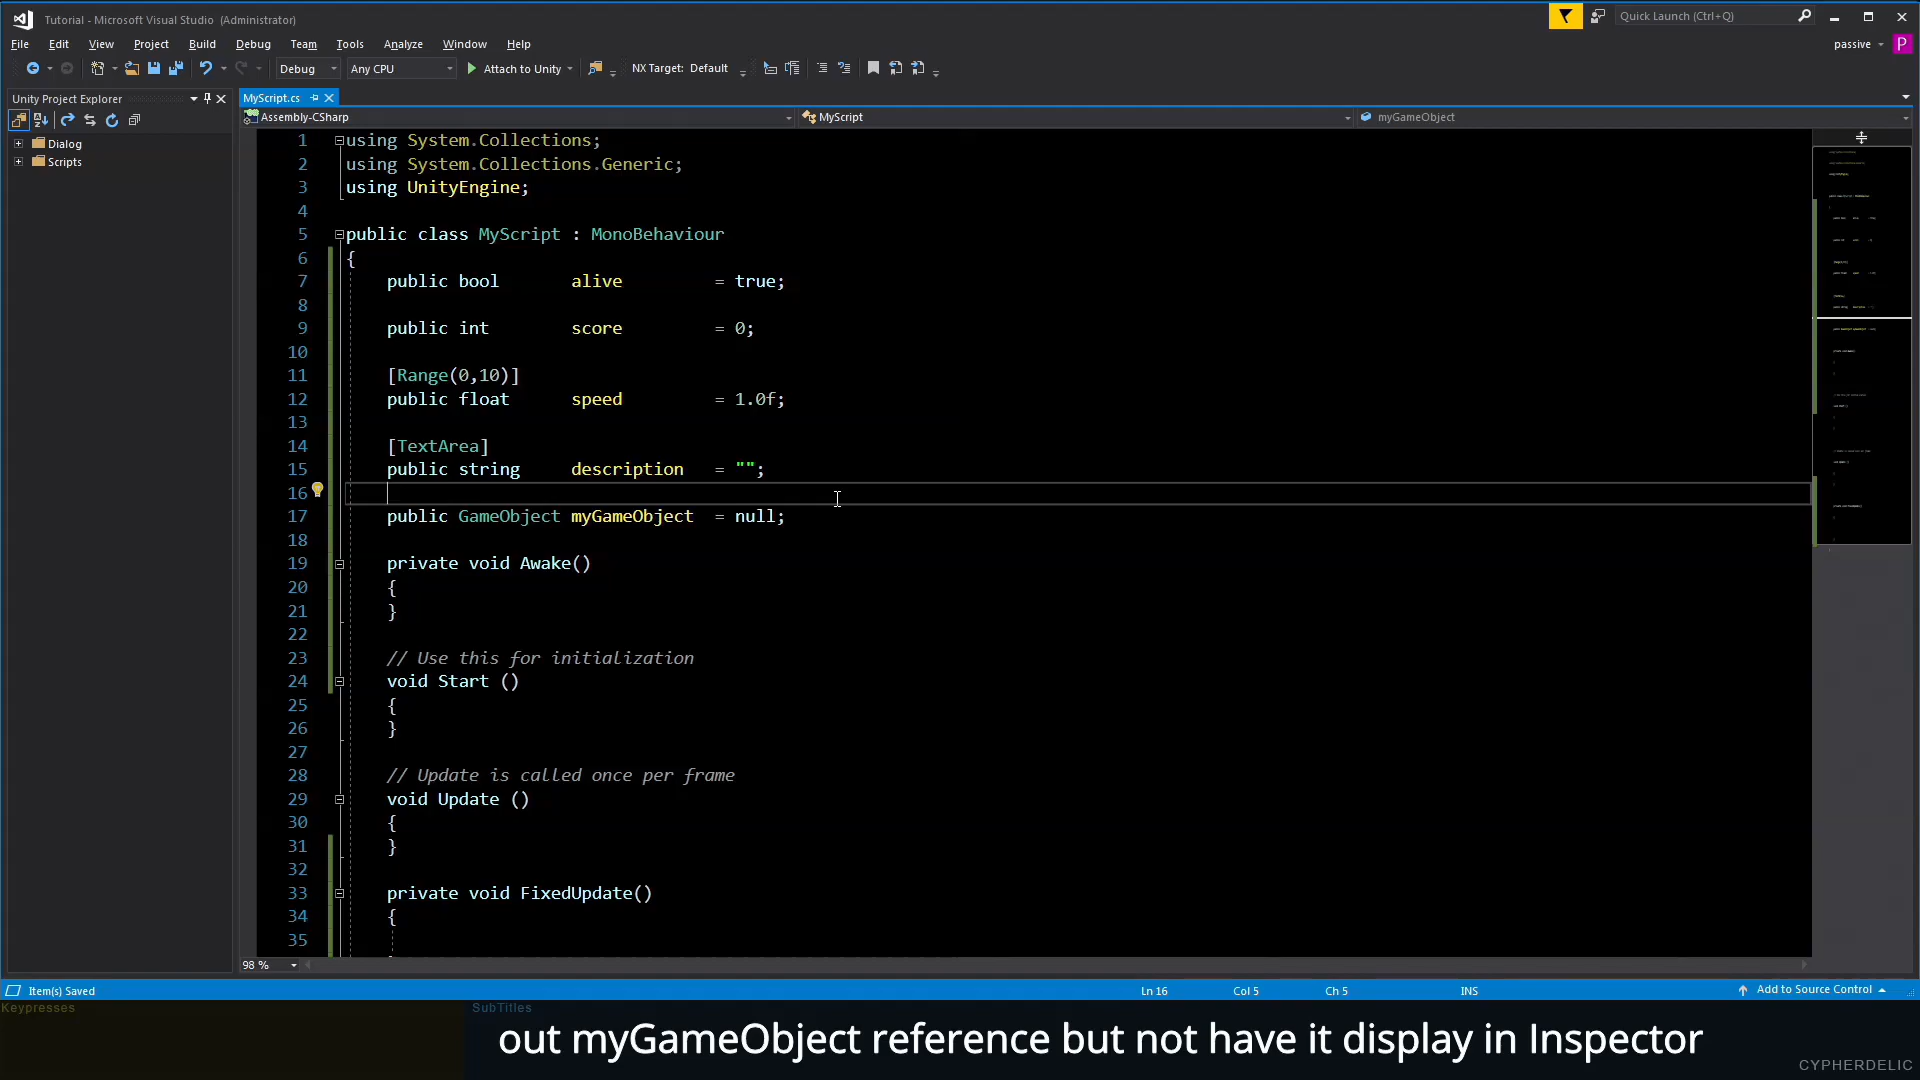 Tutorial - Microsoft Visual Studio (Administrator)
Quick Launch (Ctrl+Q)
File Edit View Project Build Debug Team Tools Analyze Window Help
passive P
Debug Any CPU Attach to Unity NX Target: Default
Unity Project Explorer
MyScript.cs
Assembly-CSharp MyScript myGameObject
Dialog
Scripts
1 using System.Collections;
2 using System.Collections.Generic;
3 using UnityEngine;
4
5 public class MyScript : MonoBehaviour
6 {
7 public bool alive = true;
8
9 public int score = 0;
10
11 [Range(0,10)]
12 public float speed = 1.0f;
13
14 [TextArea]
15 public string description = "";
16
17 public GameObject myGameObject = null;
18
19 private void Awake()
20 {
21 }
22
23 // Use this for initialization
24 void Start ()
25 {
26 }
27
28 // Update is called once per frame
29 void Update ()
30 {
31 }
32
33 private void FixedUpdate()
34 {
35
98 %
Item(s) Saved Ln 16 Col 5 Ch 5 INS Add to Source Control
Keypresses SubTitles
out myGameObject reference but not have it display in Inspector
CYPHERDELIC